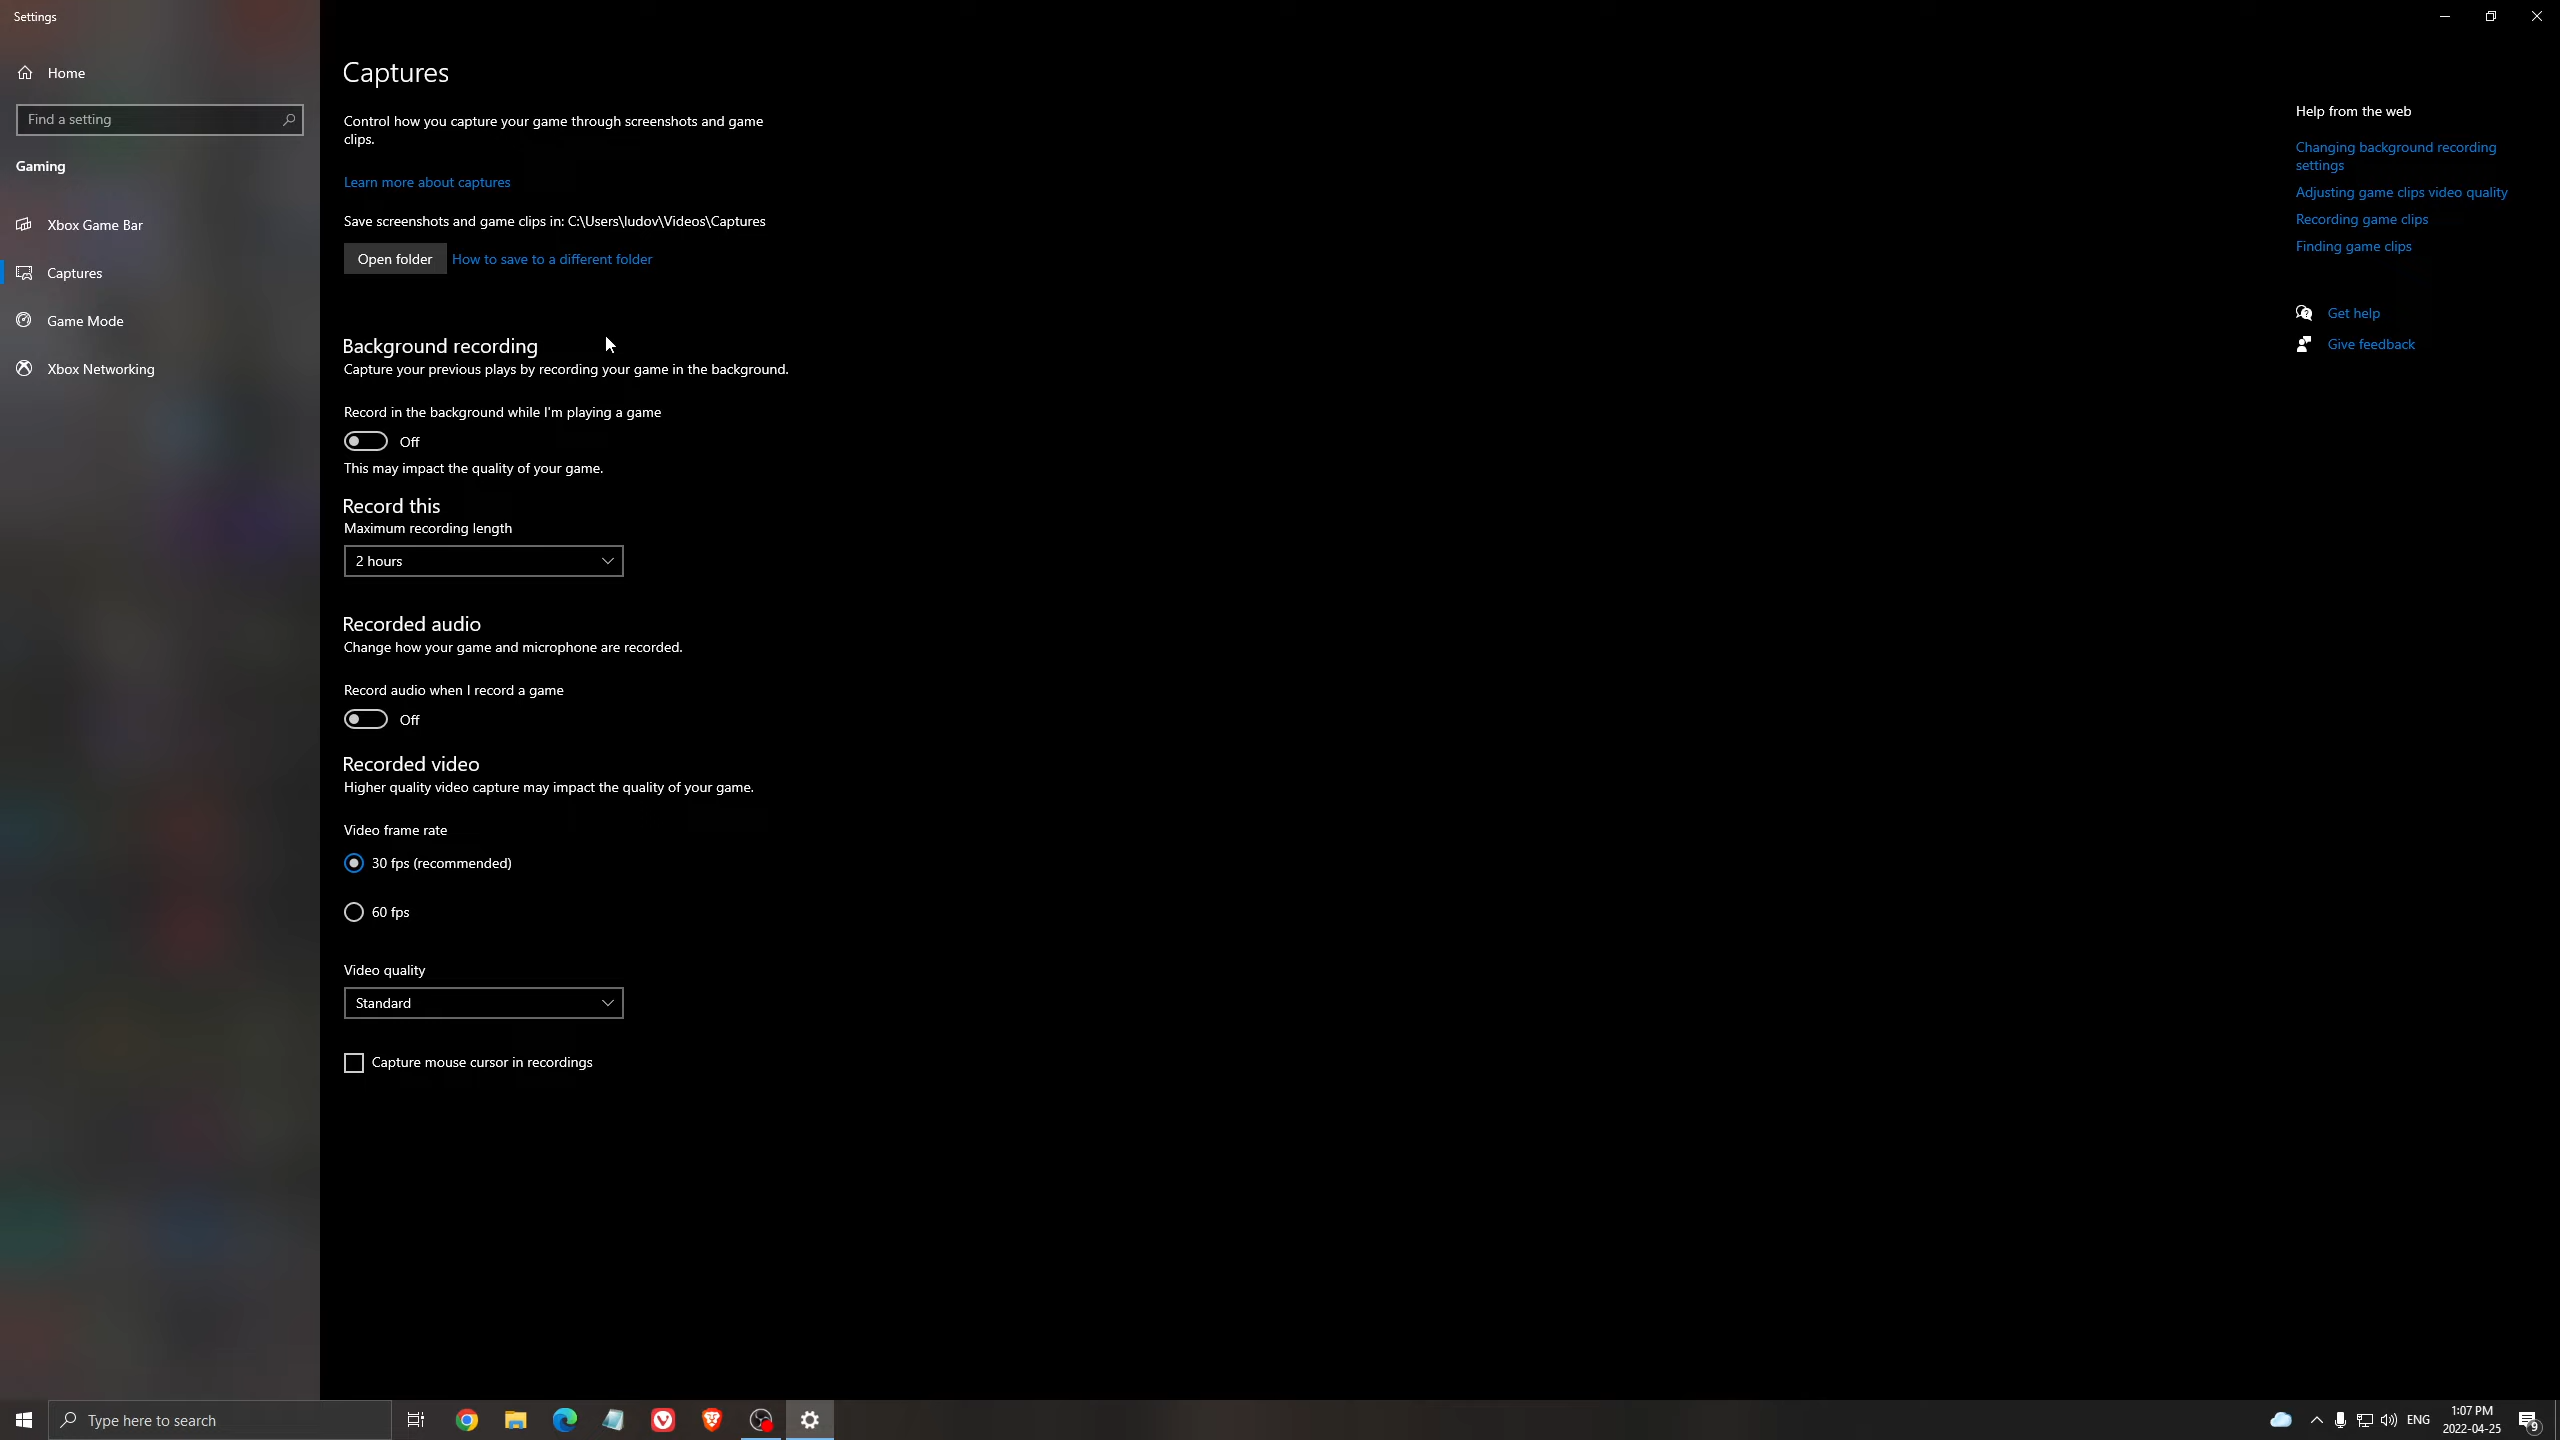 Settings
Home
Find a setting
Gaming
Xbox Game Bar
Captures
Game Mode
Xbox Networking
Captures
Control how you capture your game through screenshots and game
clips.
Learn more about captures
Save screenshots and game clips in: C:\Users\ludov\Videos\Captures
Open folder
How to save to a different folder
Background recording
Capture your previous plays by recording your game in the background.
Record in the background while I'm playing a game
Off
This may impact the quality of your game.
Record this
Maximum recording length
2 hours
Recorded audio
Change how your game and microphone are recorded.
Record audio when I record a game
Off
Recorded video
Higher quality video capture may impact the quality of your game.
Video frame rate
30 fps (recommended)
60 fps
Video quality
Standard
Capture mouse cursor in recordings
Help from the web
Changing background recording
settings
Adjusting game clips video quality
Recording game clips
Finding game clips
Get help
Give feedback
Type here to search
ENG
1:07 PM
2022-04-25
9